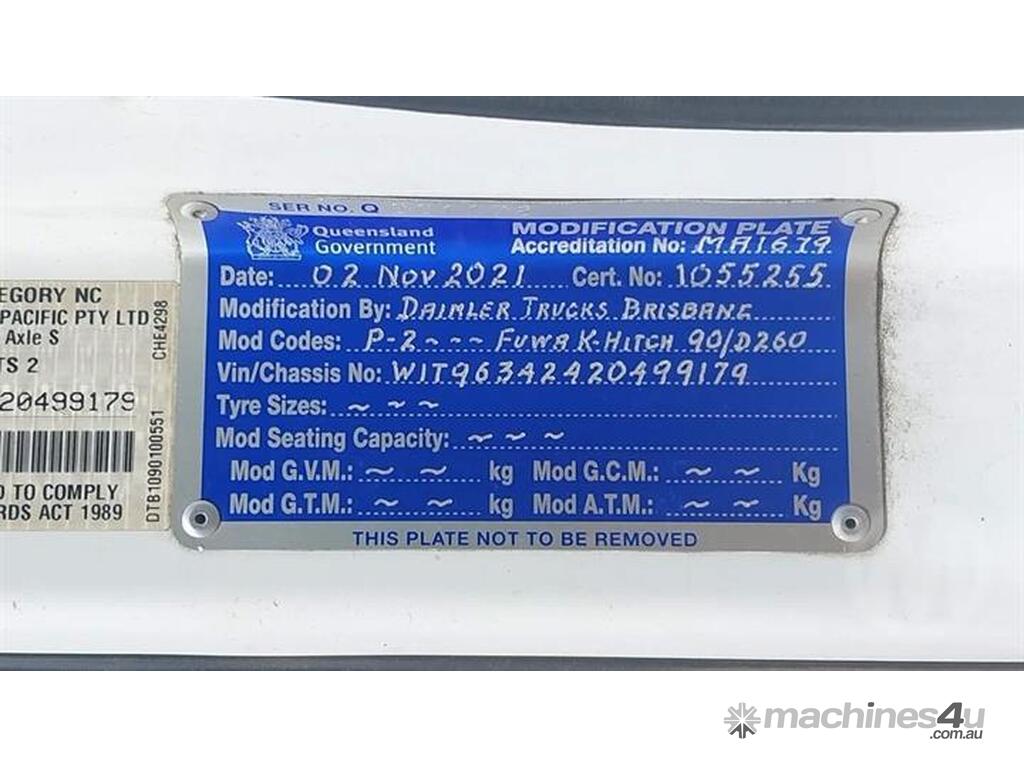 EGORY NC
PACIFIC PTY LTD
Axle S
TS 2
20499179
D TO COMPLY
RDS ACT 1989
CHE4298
DTB1090100551
SER NO. Q
Queensland
Government
MODIFICATION PLATE
Accreditation No: MA1679
Date: 02 Nov 2021 Cert. No: 1055255
Modification By: DAIMLER TRUCKS BRISBANE
Mod Codes: P-2 ~ ~ ~ FUWA K-HITCH 90/D260
Vin/Chassis No: W1T96342420499179
Tyre Sizes: ~ ~ ~
Mod Seating Capacity: ~ ~ ~
Mod G.V.M.: ~ ~ kg Mod G.C.M.: ~ ~ Kg
Mod G.T.M.: ~ ~ kg Mod A.T.M.: ~ ~ Kg
THIS PLATE NOT TO BE REMOVED
machines4u
.com.au